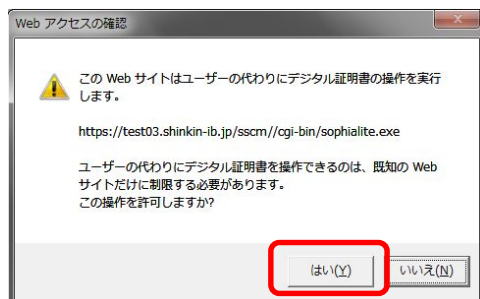 Web アクセスの確認
この Web サイトはユーザーの代わりにデジタル証明書の操作を実行
します。
https://test03.shinkin-ib.jp/sscm//cgi-bin/sophialite.exe
ユーザーの代わりにデジタル証明書を操作できるのは、既知の Web
サイトだけに制限する必要があります。
この操作を許可しますか?
はい(Y) いいえ(N)